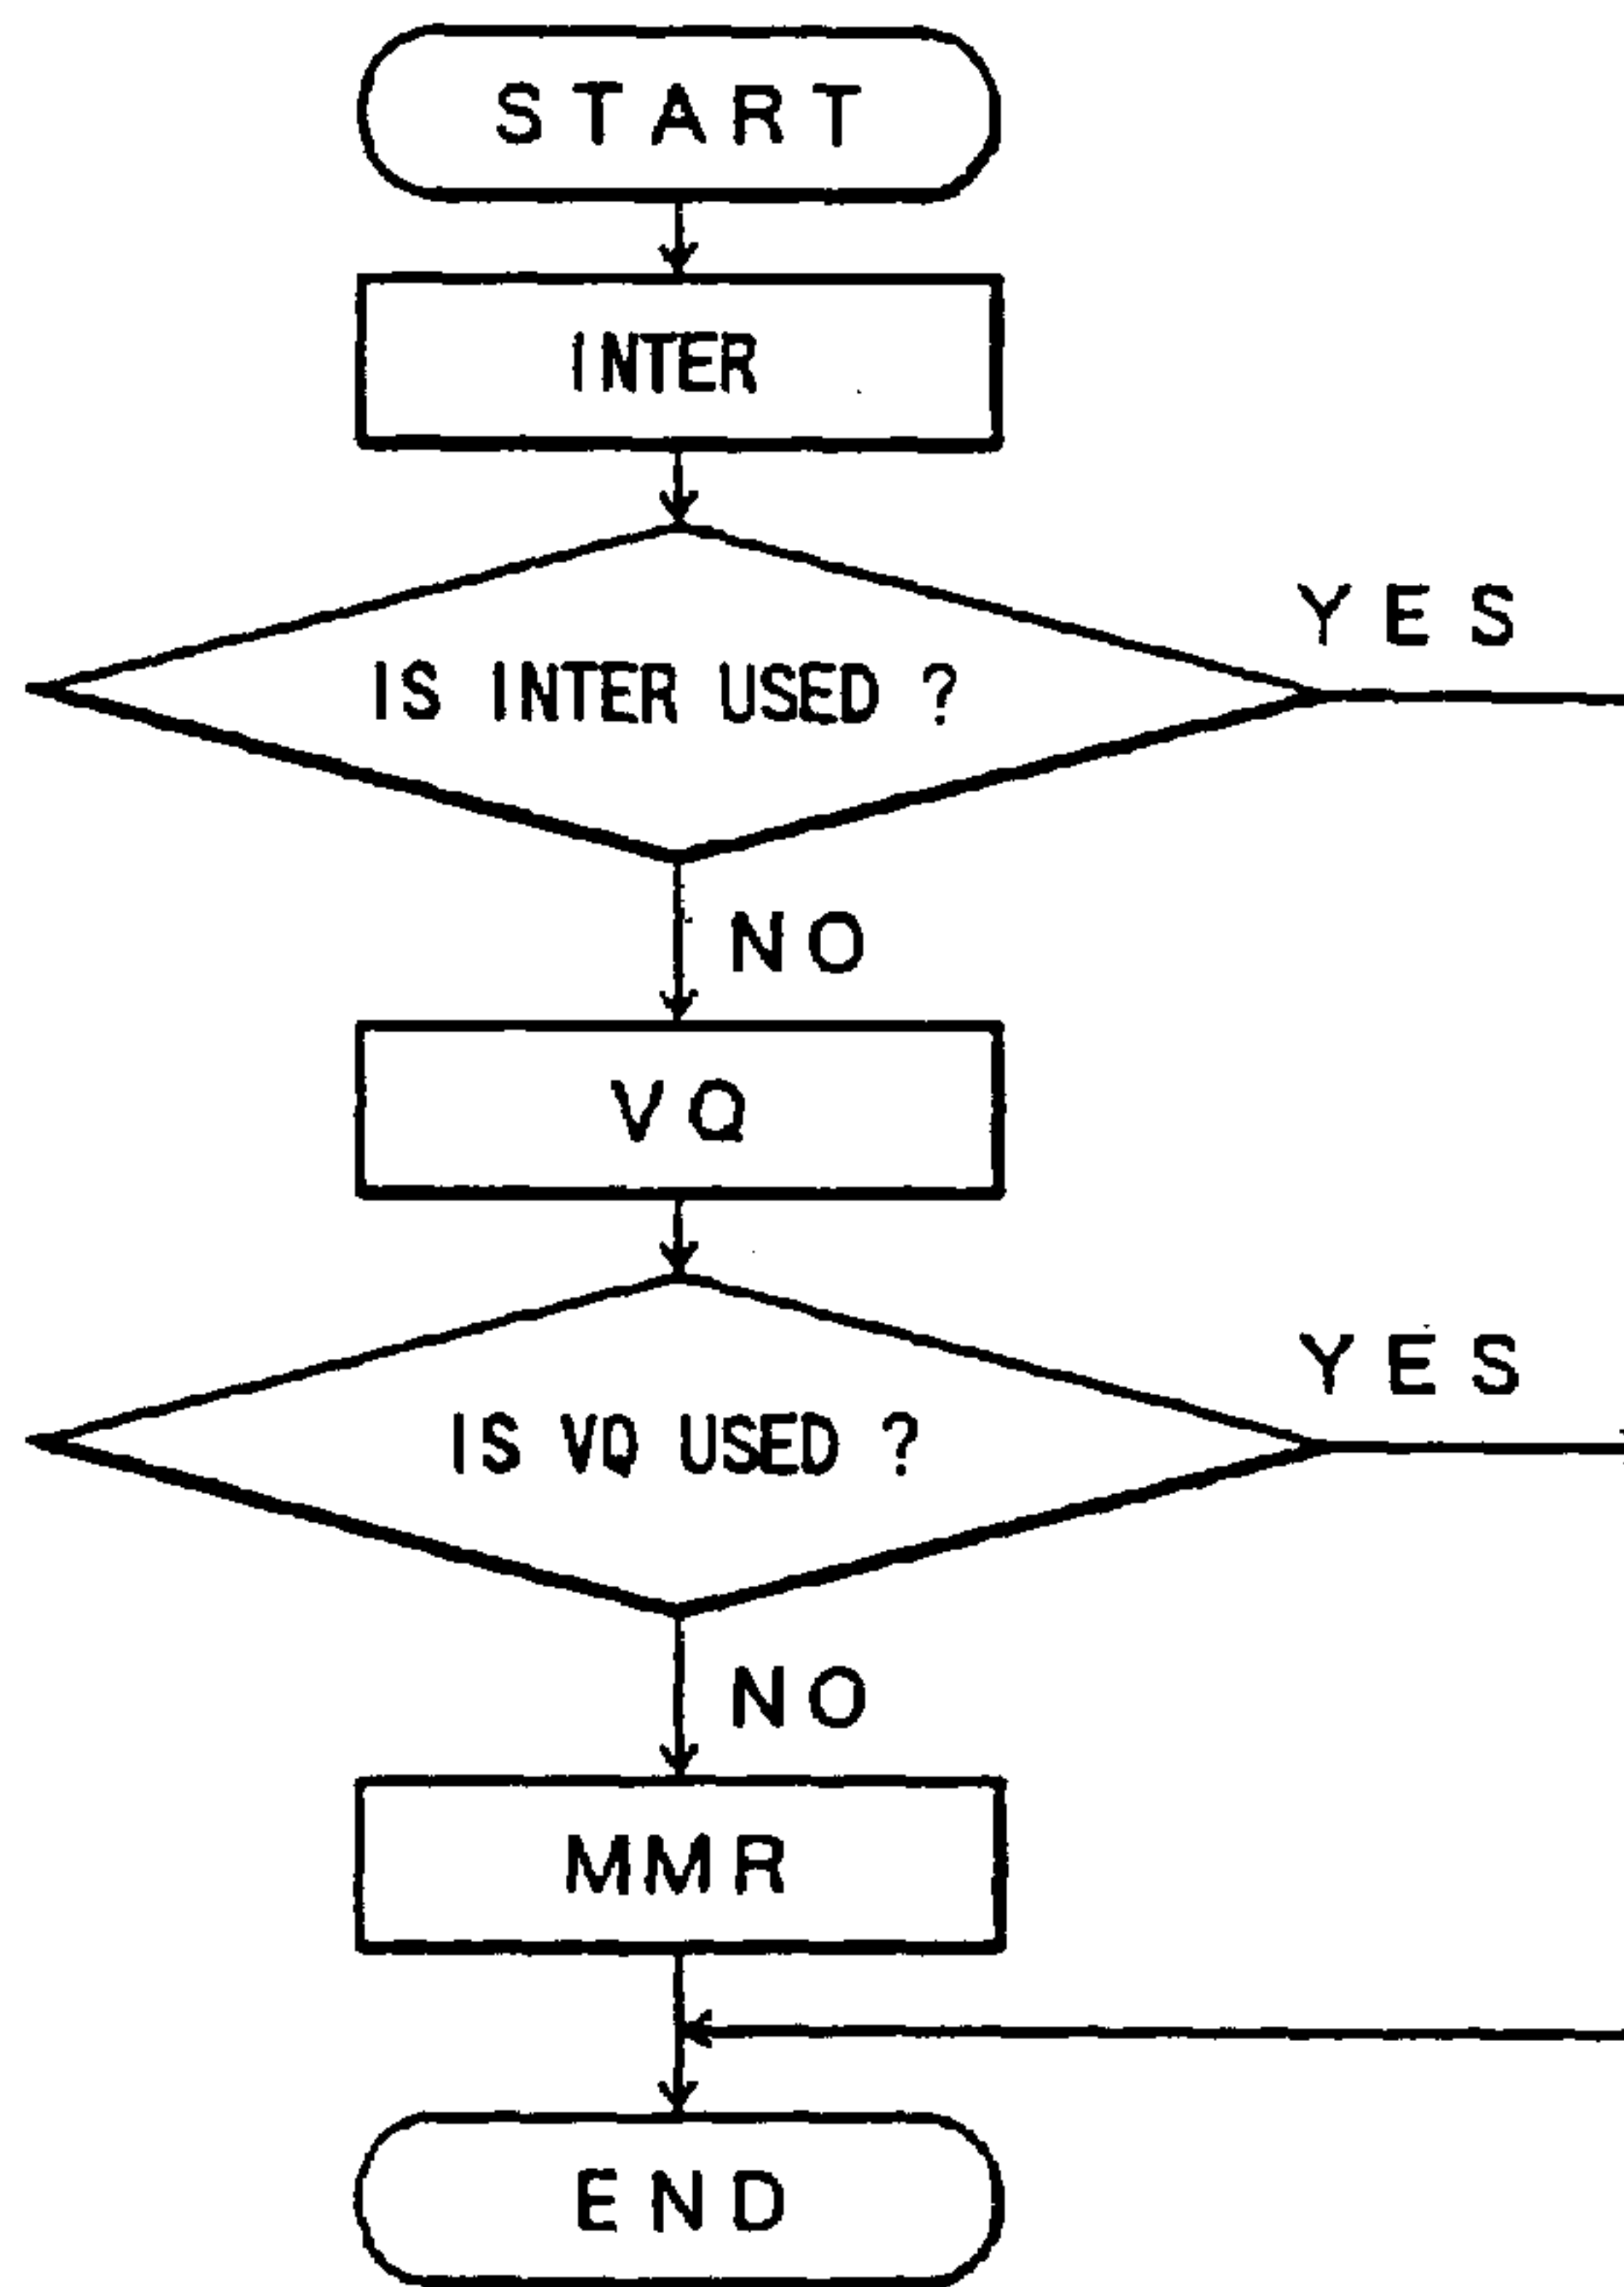 START
INTER
YES
IS INTER USED ?
NO
VQ
YES
IS VQ USED ?
NO
MMR
END